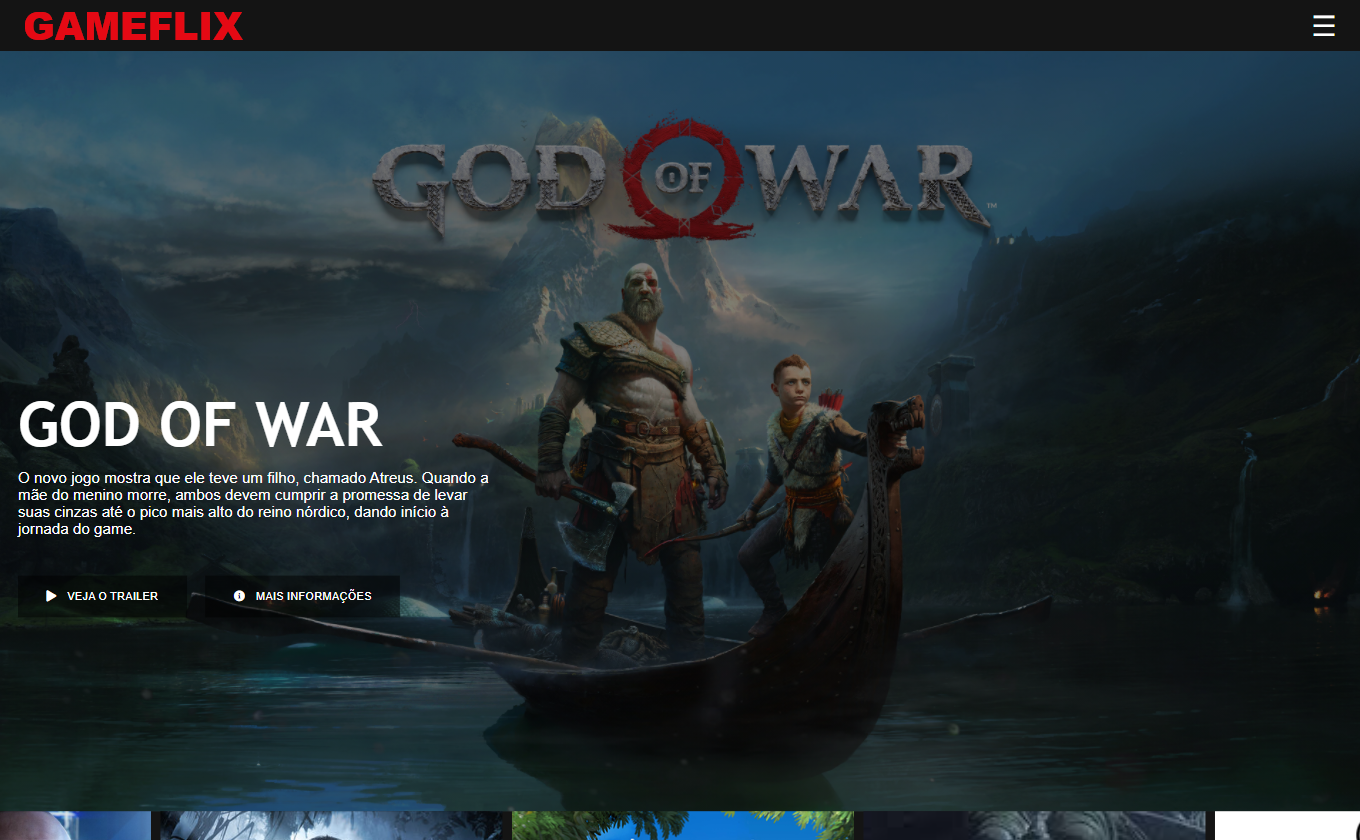 GAMEFLIX
GOD OF WAR™
GOD OF WAR
O novo jogo mostra que ele teve um filho, chamado Atreus. Quando a
mãe do menino morre, ambos devem cumprir a promessa de levar
suas cinzas até o pico mais alto do reino nórdico, dando início à
jornada do game.
VEJA O TRAILER
MAIS INFORMAÇÕES